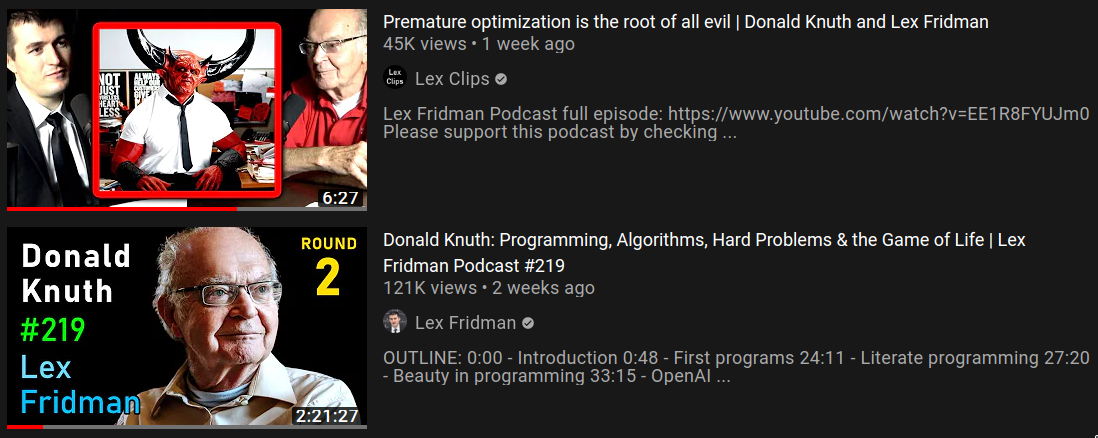 Premature optimization is the root of all evil | Donald Knuth and Lex Fridman
45K views • 1 week ago
Lex
Clips
Lex Clips
Lex Fridman Podcast full episode: https://www.youtube.com/watch?v=EE1R8FYUJm0
Please support this podcast by checking ...
NOT
JUST
HEART
LESS
ALWAYS
HELP OUR
6:27
Donald
Knuth
#219
Lex
Fridman
ROUND
2
2:21:27
Donald Knuth: Programming, Algorithms, Hard Problems & the Game of Life | Lex
Fridman Podcast #219
121K views • 2 weeks ago
Lex Fridman
OUTLINE: 0:00 - Introduction 0:48 - First programs 24:11 - Literate programming 27:20
- Beauty in programming 33:15 - OpenAI ...